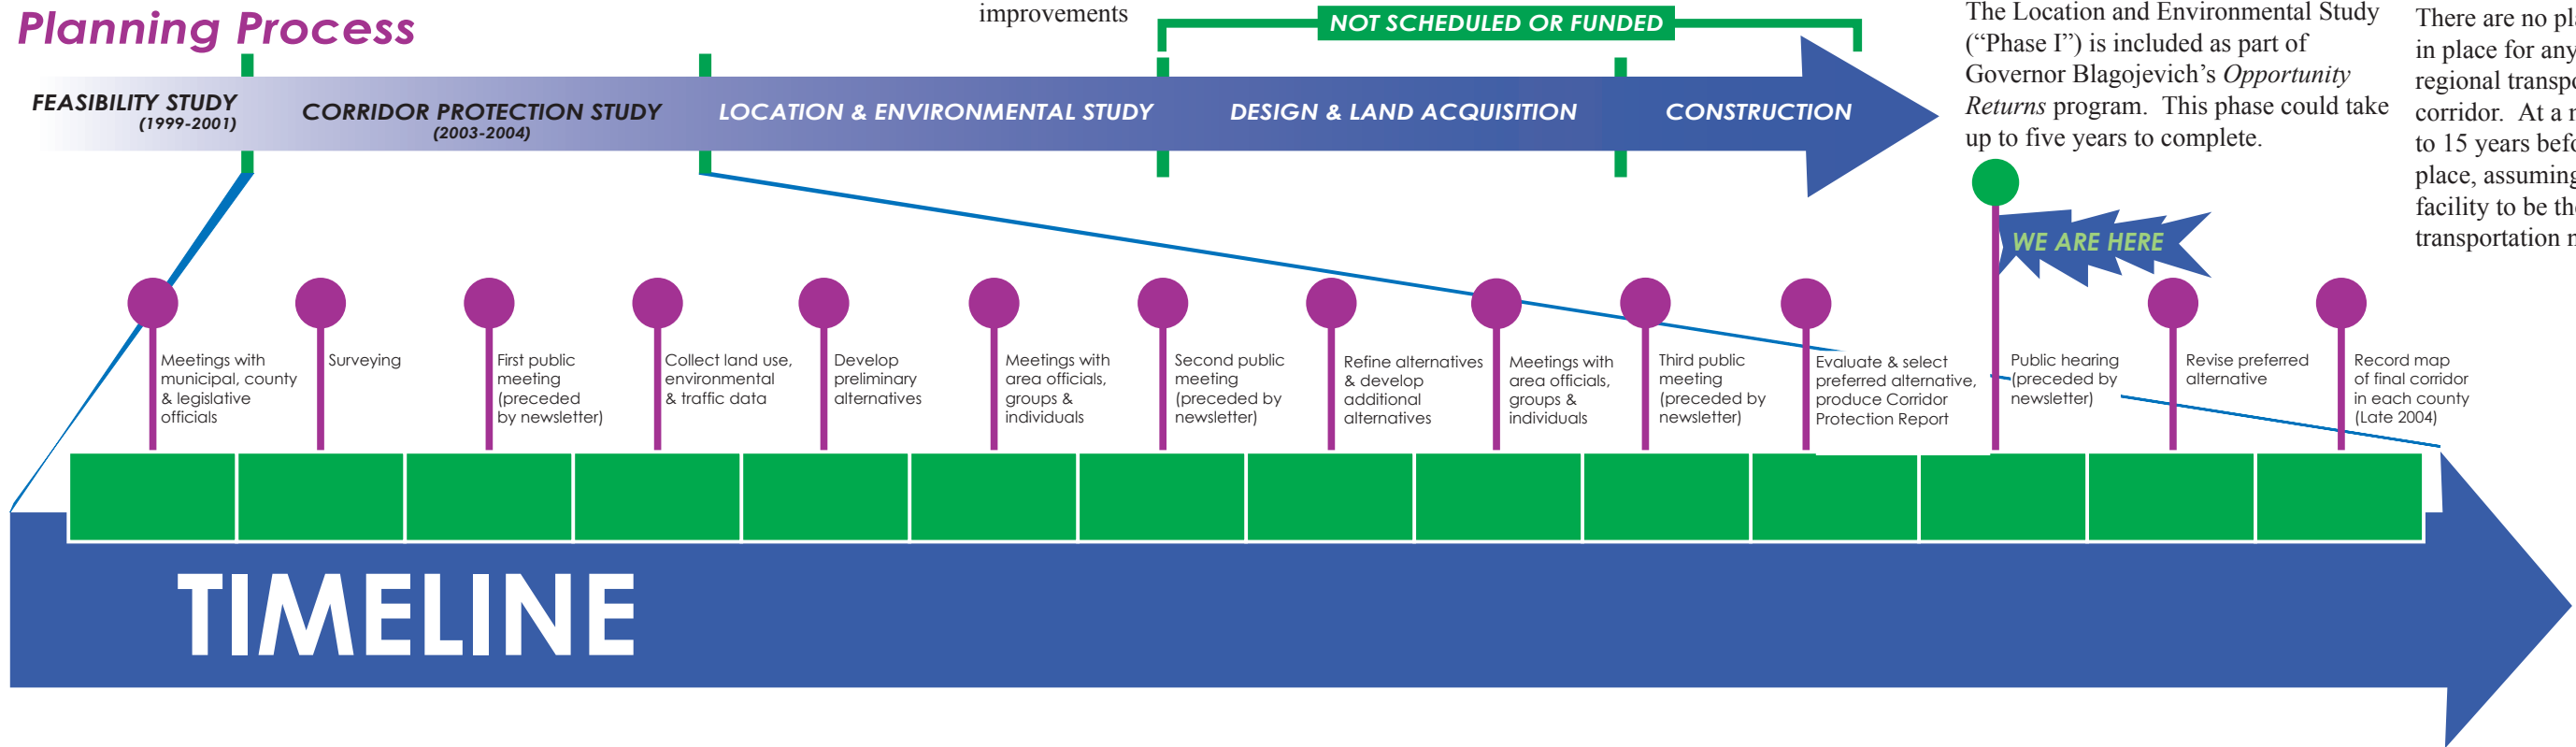 Planning Process
improvements
NOT SCHEDULED OR FUNDED
FEASIBILITY STUDY
(1999-2001)
CORRIDOR PROTECTION STUDY
(2003-2004)
LOCATION & ENVIRONMENTAL STUDY
DESIGN & LAND ACQUISITION
CONSTRUCTION
The Location and Environmental Study
(“Phase I”) is included as part of
Governor Blagojevich’s Opportunity
Returns program.  This phase could take
up to five years to complete.
There are no
in place for any
regional
corridor.  At a
to 15 years
place, assuming
facility to be
transportation
WE ARE HERE
Meetings with
municipal, county
& legislative
officials
Surveying
First public
meeting
(preceded
by newsletter)
Collect land use,
environmental
& traffic data
Develop
preliminary
alternatives
Meetings with
area officials,
groups &
individuals
Second public
meeting
(preceded by
newsletter)
Refine alternatives
& develop
additional
alternatives
Meetings with
area officials,
groups &
individuals
Third public
meeting
(preceded by
newsletter)
Evaluate & select
preferred alternative,
produce Corridor
Protection Report
Public hearing
(preceded by
newsletter)
Revise preferred
alternative
Record map
of final corridor
in each county
(Late 2004)
TIMELINE